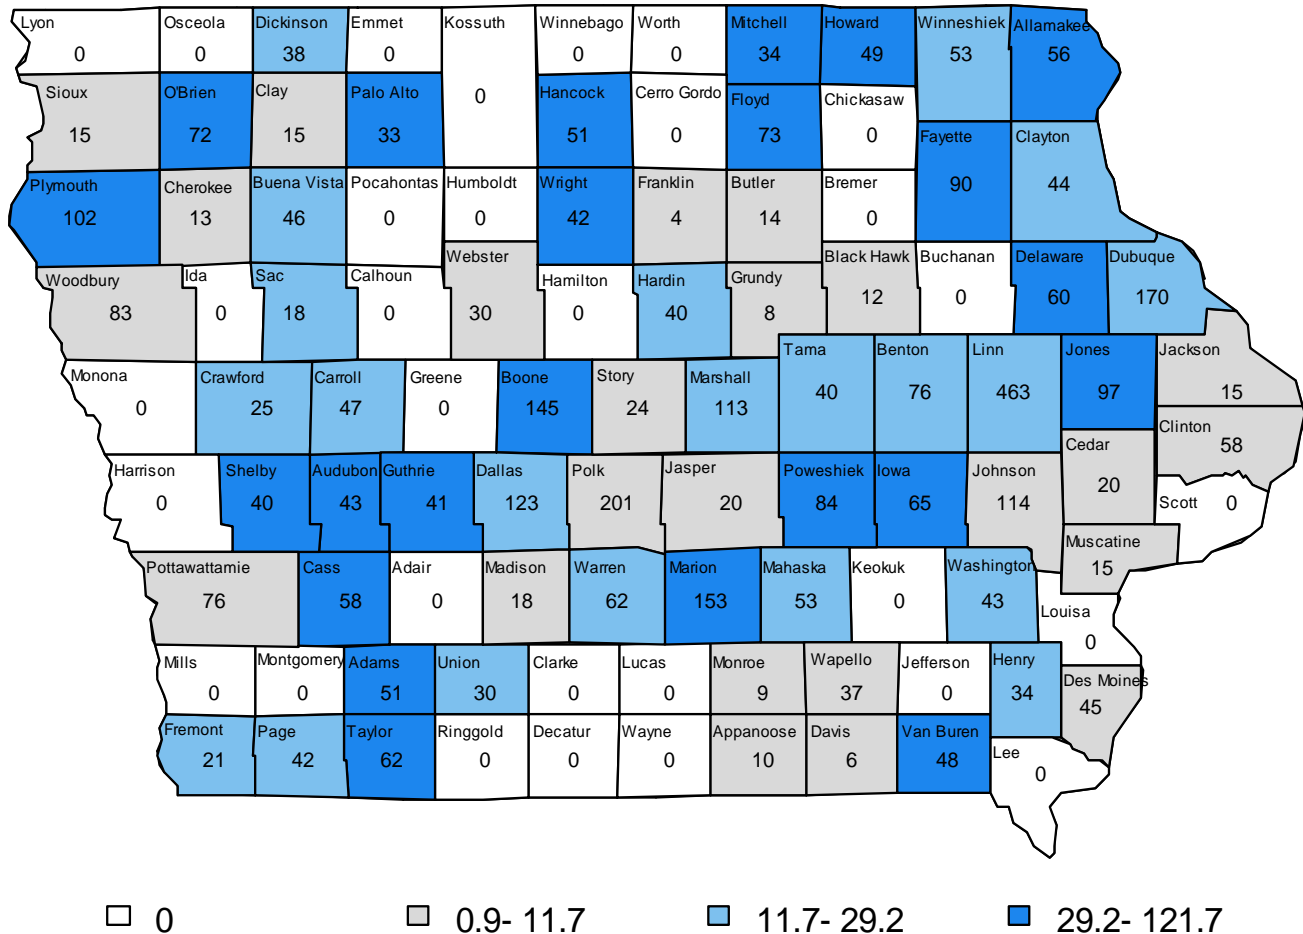 Lyon Osceola Dickinson Emmet Kossuth Winnebago Worth Mitchell Howard Winneshiek Allamakee
0 0 38 0 0 0 34 49 53 56
Sioux O'Brien Clay Palo Alto 0 Hancock Cerro Gordo Floyd Chickasaw
15 72 15 33 51 0 73 0
Fayette Clayton
90 44
Plymouth Cherokee Buena Vista Pocahontas Humboldt Wright Franklin Butler Bremer
102 13 46 0 0 42 4 14 0
Woodbury Ida Sac Calhoun Webster Hamilton Hardin Grundy Black Hawk Buchanan Delaware Dubuque
83 0 18 0 30 0 40 8 12 0 60 170
Monona Crawford Carroll Greene Boone Story Marshall Tama Benton Linn Jones Jackson
0 25 47 0 145 24 113 40 76 463 97 15
Clinton
58
Harrison Shelby Audubon Guthrie Dallas Polk Jasper Poweshiek Iowa Johnson Cedar Scott
0 40 43 41 123 201 20 84 65 114 20 0
Muscatine
15
Pottawattamie Cass Adair Madison Warren Marion Mahaska Keokuk Washington Louisa
76 58 0 18 62 153 53 0 43 0
Mills Montgomery Adams Union Clarke Lucas Monroe Wapello Jefferson Henry Des Moines
0 0 51 30 0 0 9 37 0 34 45
Fremont Page Taylor Ringgold Decatur Wayne Appanoose Davis Van Buren Lee
21 42 62 0 0 0 10 6 48 0
0 0.9- 11.7 11.7- 29.2 29.2- 121.7